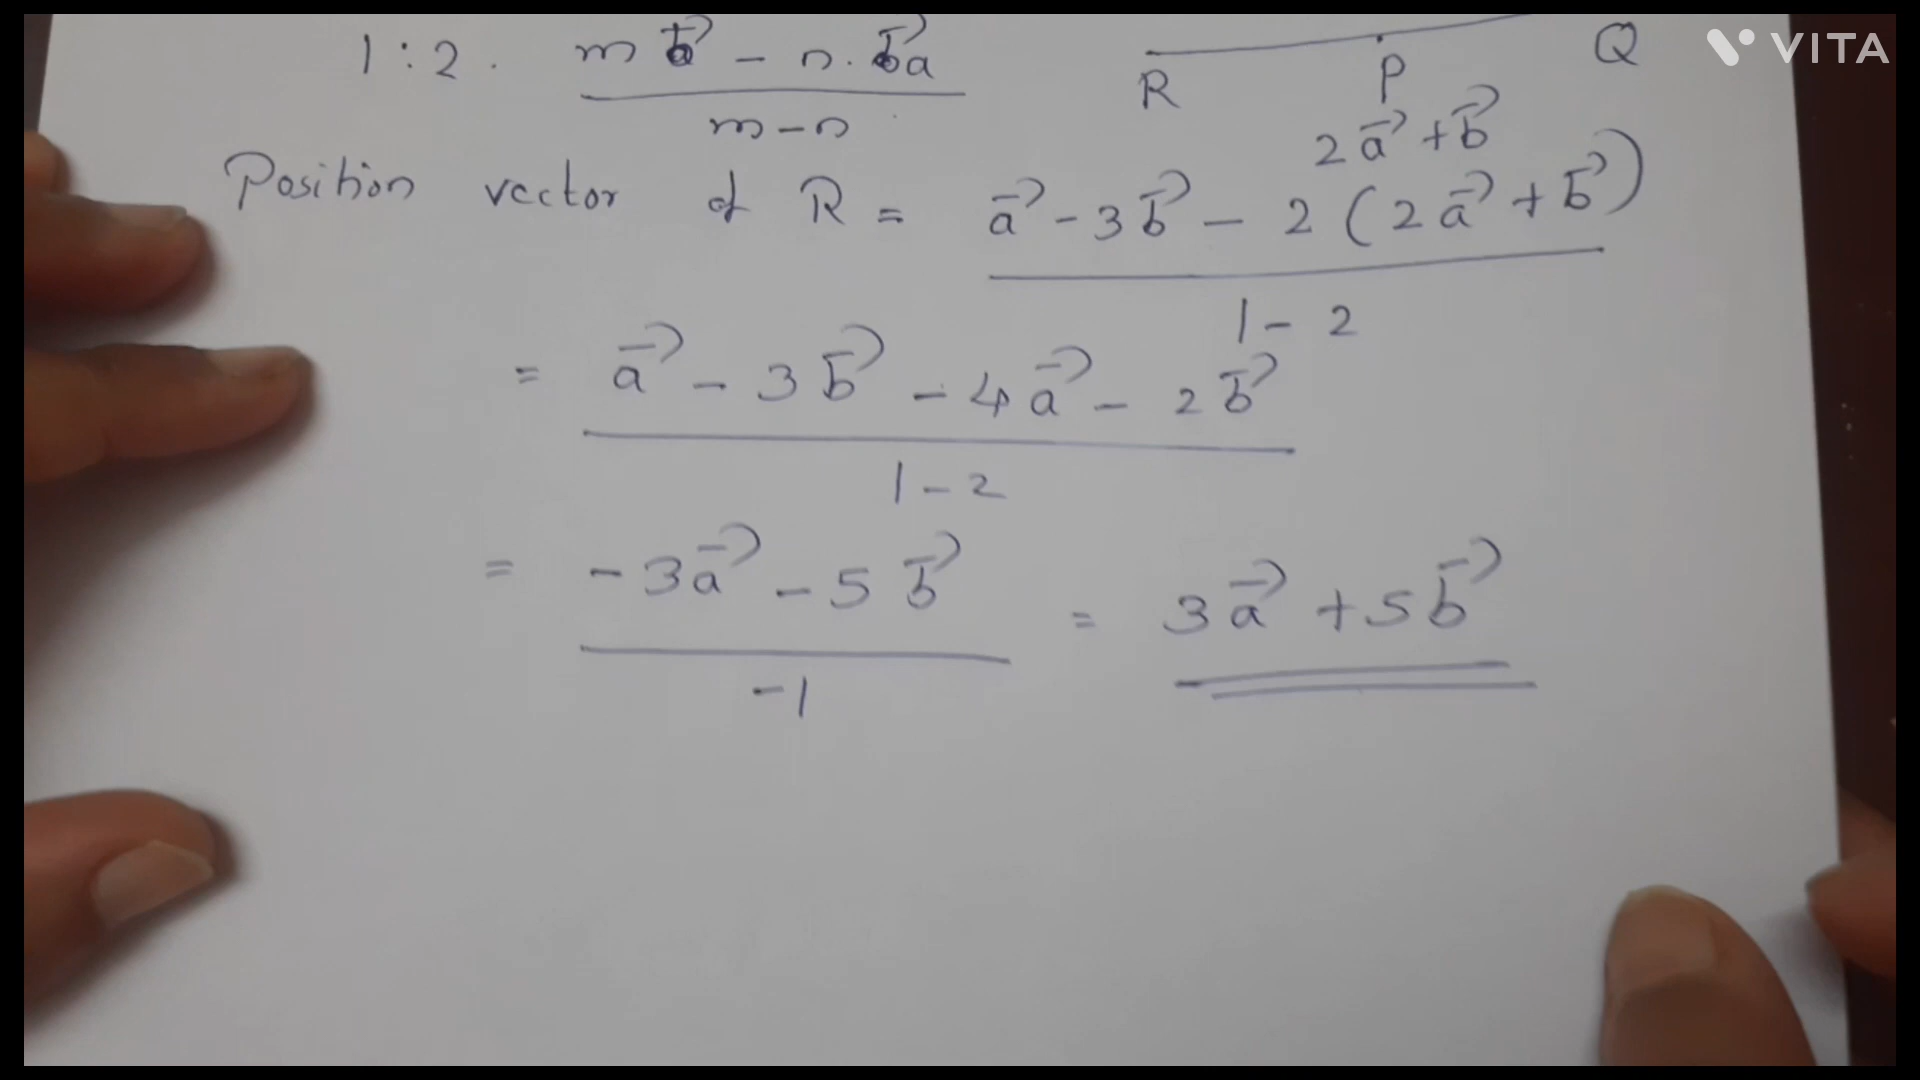 1 : 2 . m b⃗ - n . b⃗ a R P Q VITA
m - n
2a⃗ + b⃗
Position vector of R = a⃗ - 3b⃗ - 2 ( 2a⃗ + b⃗ )
1 - 2
= a⃗ - 3b⃗ - 4a⃗ - 2b⃗
1 - 2
= - 3a⃗ - 5b⃗ = 3a⃗ + 5b⃗
- 1